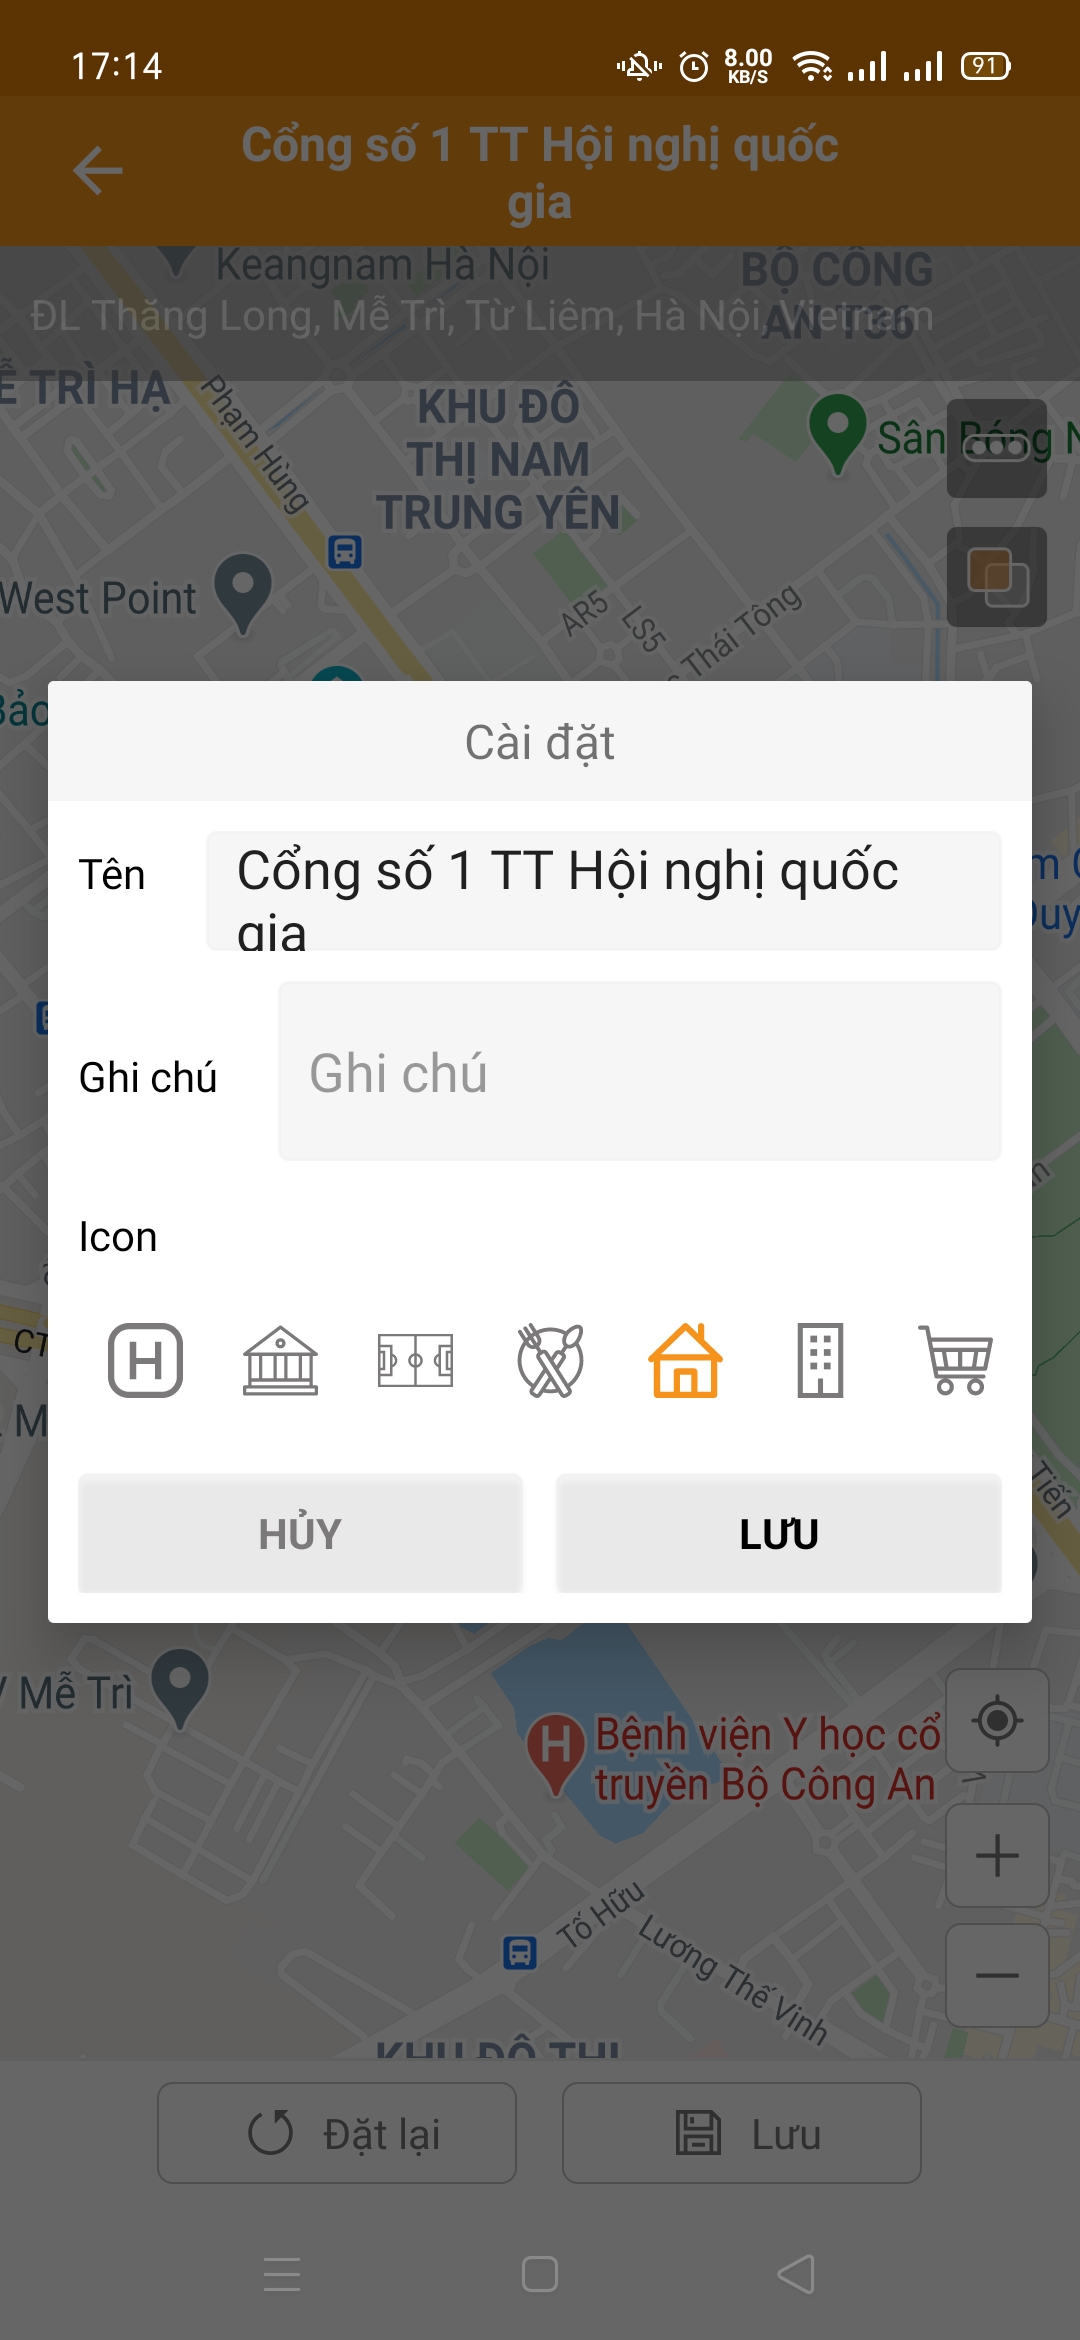 17:14
8.00
KB/S
91
Cổng số 1 TT Hội nghị quốc
gia
Keangnam Hà Nội
BỘ CÔNG
AN T36
ĐL Thăng Long, Mễ Trì, Từ Liêm, Hà Nội, Vietnam
Ễ TRÌ HẠ
Phạm Hùng
KHU ĐÔ
THỊ NAM
TRUNG YÊN
Sân Bóng N
West Point
AR5
LS5
Thái Tông
Bảo
Cài đặt
Tên
Cổng số 1 TT Hội nghị quốc
gia
Ghi chú
Ghi chú
Icon
H
CT
M
Tiến
HỦY
LƯU
Mễ Trì
H
Bệnh viện Y học cổ
truyền Bộ Công An
Tố Hữu
Lương Thế Vinh
KHU ĐÔ THỊ
Đặt lại
Lưu